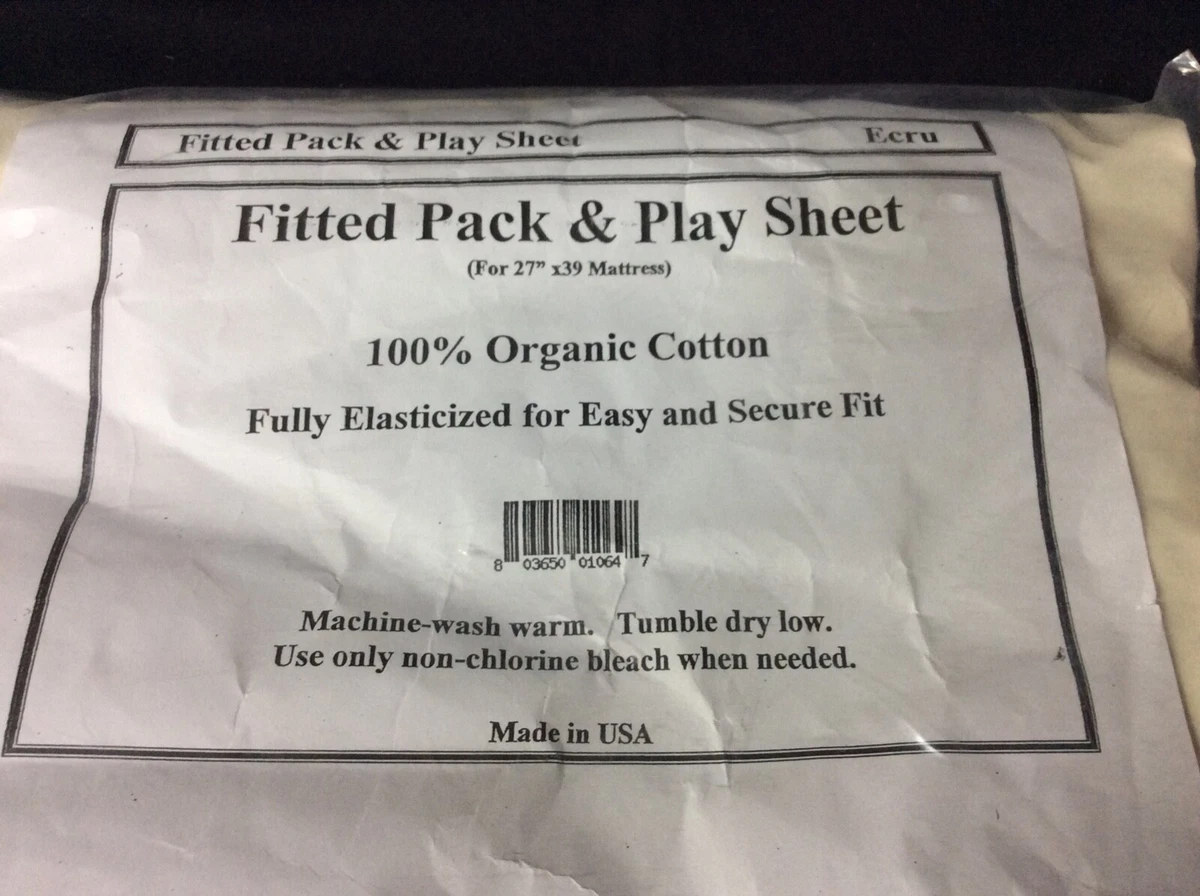 Fitted Pack & Play Sheet Ecru
Fitted Pack & Play Sheet
(For 27” x39 Mattress)
100% Organic Cotton
Fully Elasticized for Easy and Secure Fit
8 03650 01064 7
Machine-wash warm. Tumble dry low.
Use only non-chlorine bleach when needed.
Made in USA